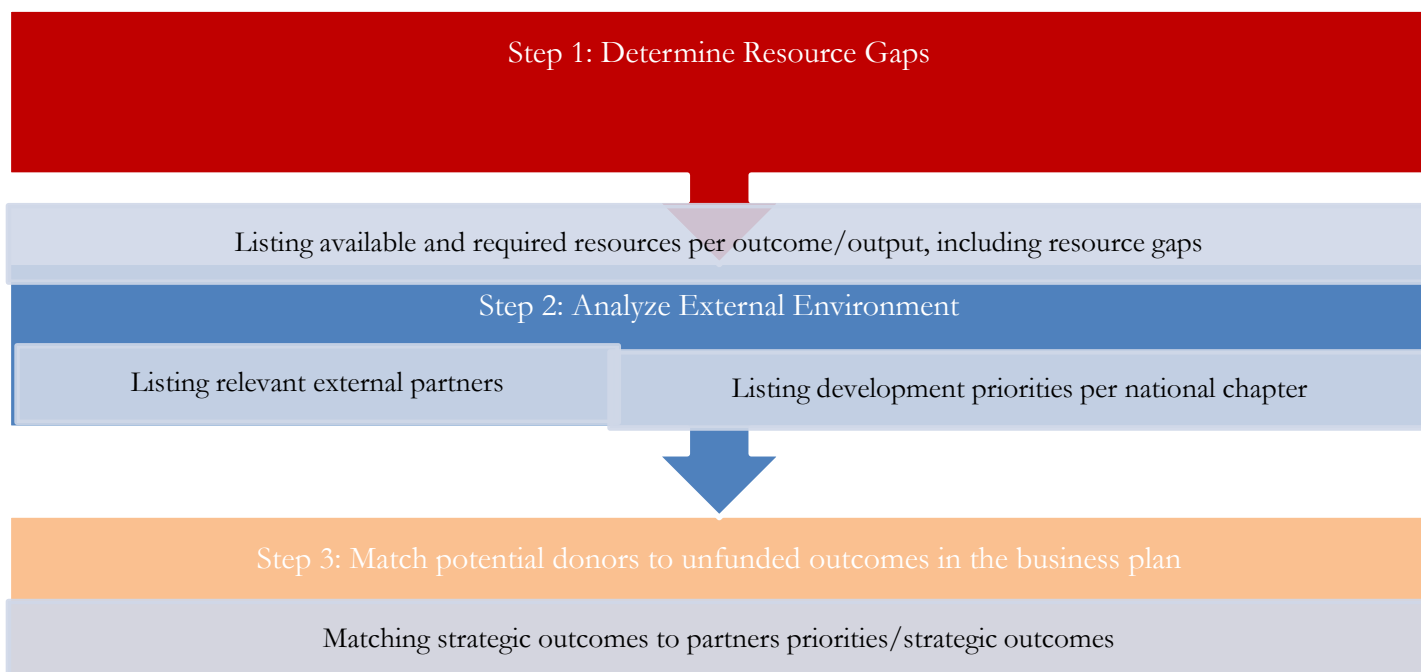 Step 1: Determine Resource Gaps
Listing available and required resources per outcome/output, including resource gaps
Step 2: Analyze External Environment
Listing relevant external partners
Listing development priorities per national chapter
Step 3: Match potential donors to unfunded outcomes in the business plan
Matching strategic outcomes to partners priorities/strategic outcomes